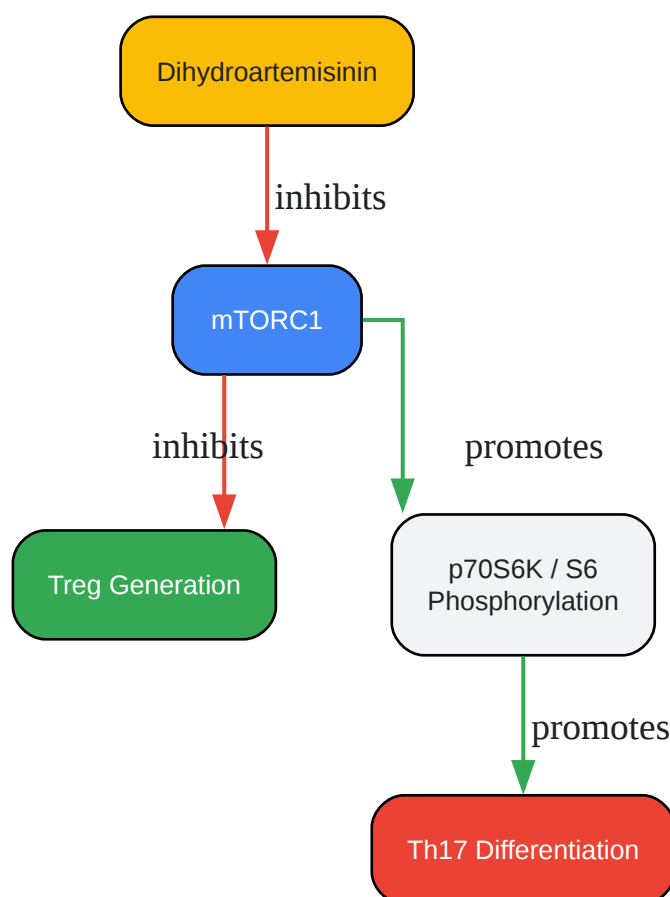 Dihydroartemisinin
inhibits
mTORC1
inhibits
promotes
Treg Generation
p70S6K / S6
Phosphorylation
promotes
Th17 Differentiation